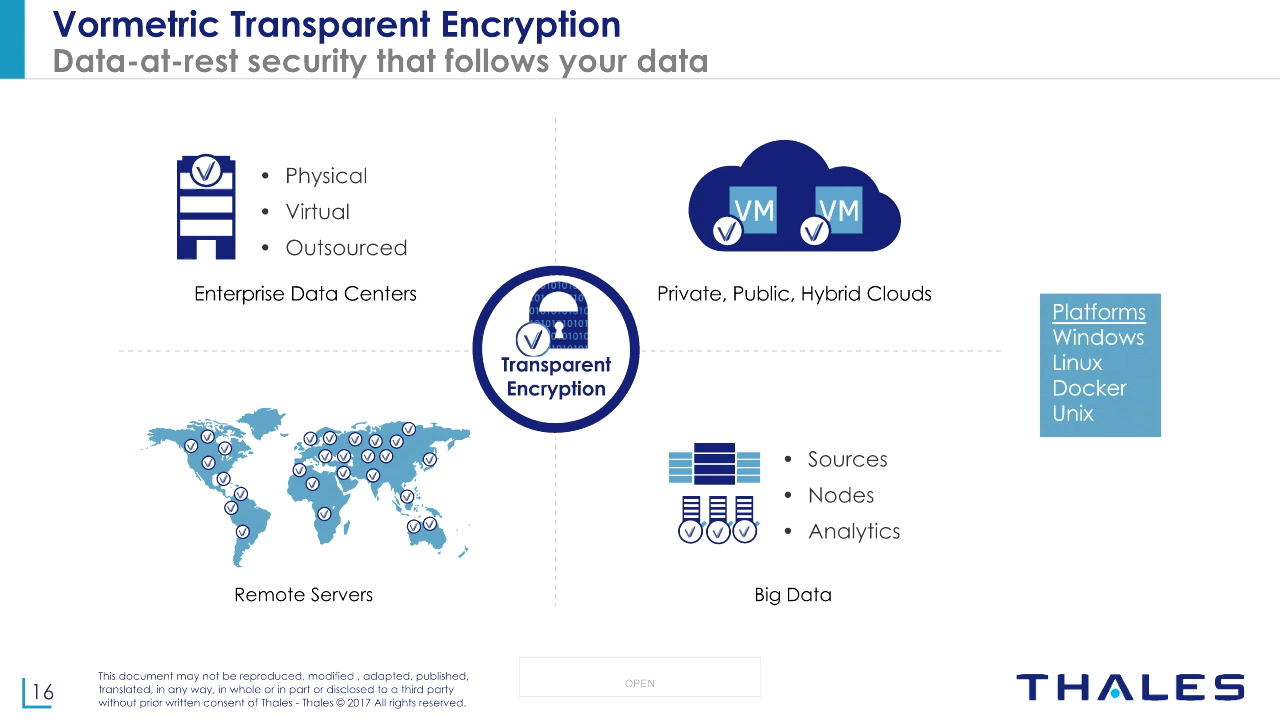 Vormetric Transparent Encryption
Data-at-rest security that follows your data
• Physical
• Virtual
• Outsourced
Enterprise Data Centers
VM
VM
Private, Public, Hybrid Clouds
Transparent
Encryption
Platforms
Windows
Linux
Docker
Unix
Remote Servers
• Sources
• Nodes
• Analytics
Big Data
16
This document may not be reproduced, modified , adapted, published,
translated, in any way, in whole or in part or disclosed to a third party
without prior written consent of Thales - Thales © 2017 All rights reserved.
OPEN
THALES